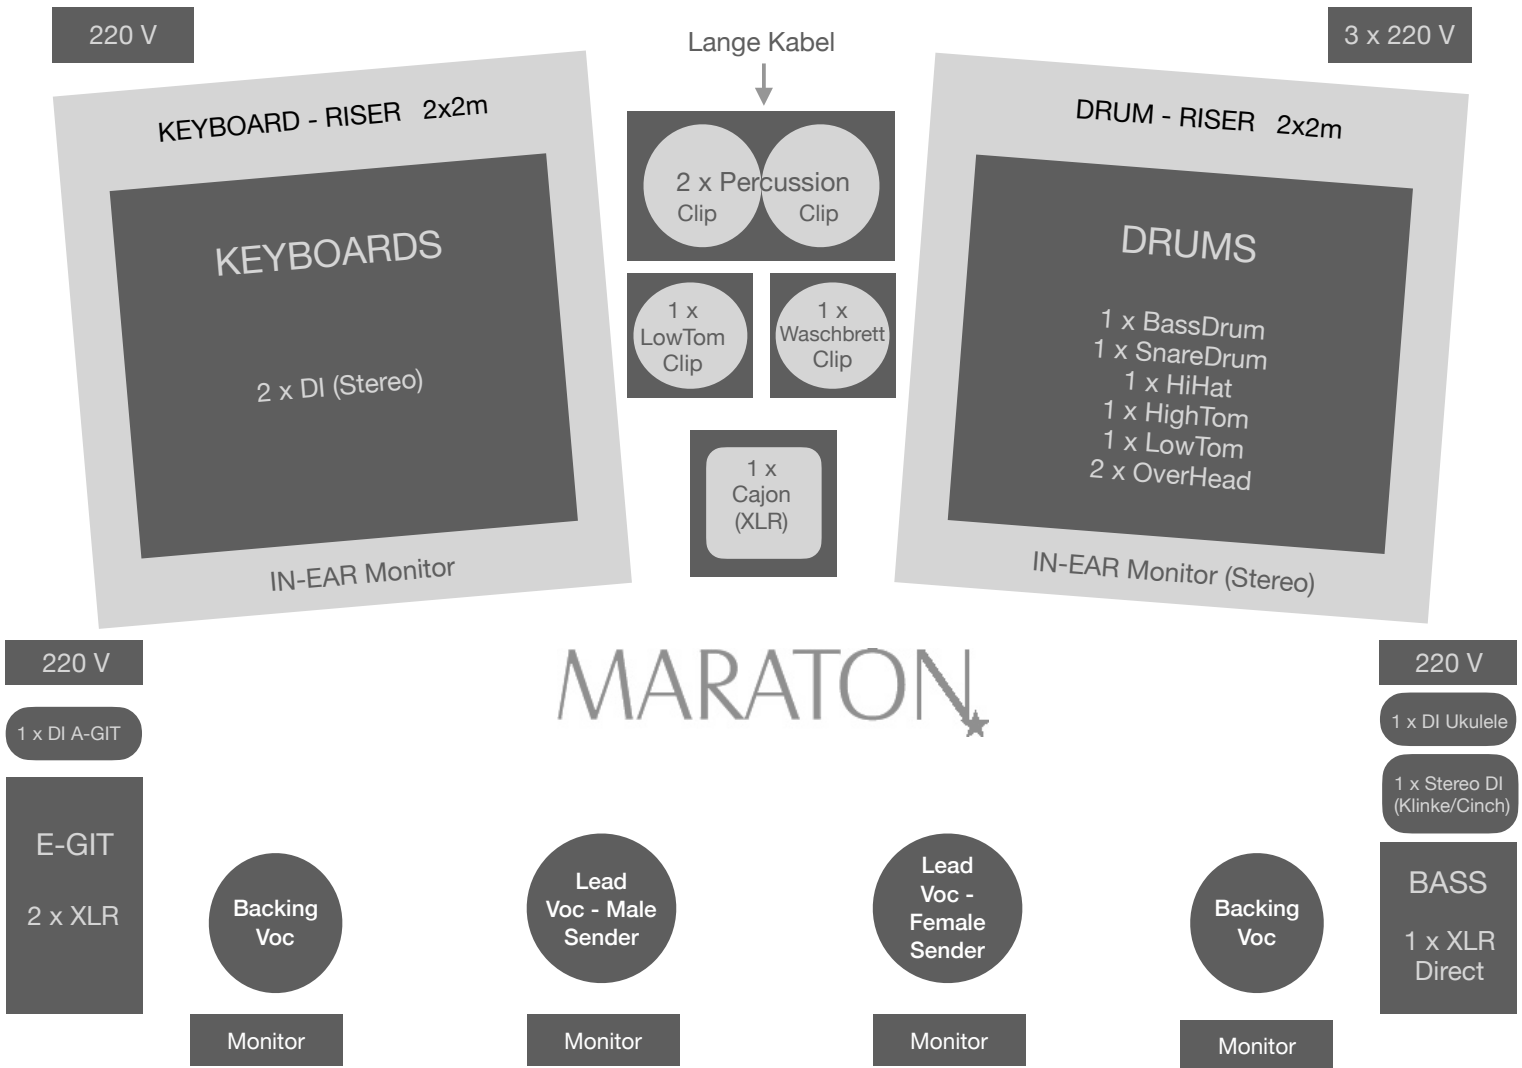 220 V
3 x 220 V
Lange Kabel
KEYBOARD - RISER 2x2m
KEYBOARDS
2 x DI (Stereo)
IN-EAR Monitor
2 x Percussion
Clip
Clip
1 x
LowTom
Clip
1 x
Waschbrett
Clip
1 x
Cajon
(XLR)
DRUM - RISER 2x2m
DRUMS
1 x BassDrum
1 x SnareDrum
1 x HiHat
1 x HighTom
1 x LowTom
2 x OverHead
IN-EAR Monitor (Stereo)
MARATON
220 V
1 x DI A-GIT
E-GIT
2 x XLR
Backing
Voc
Monitor
Lead
Voc - Male
Sender
Monitor
Lead
Voc -
Female
Sender
Monitor
Backing
Voc
Monitor
220 V
1 x DI Ukulele
1 x Stereo DI
(Klinke/Cinch)
BASS
1 x XLR
Direct